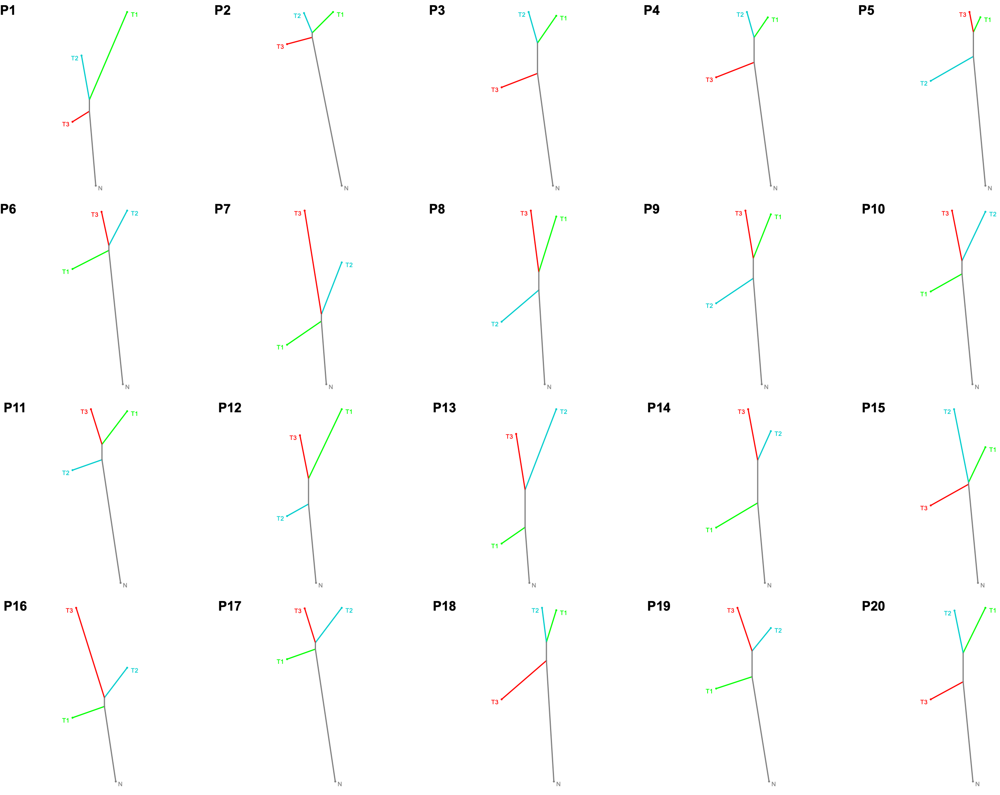 P1 T1 T2 T3 N
P2 T2 T1 T3 N
P3 T2 T1 T3 N
P4 T2 T1 T3 N
P5 T3 T1 T2 N
P6 T3 T2 T1 N
P7 T3 T2 T1 N
P8 T3 T1 T2 N
P9 T3 T1 T2 N
P10 T3 T2 T1 N
P11 T3 T1 T2 N
P12 T1 T3 T2 N
P13 T2 T3 T1 N
P14 T3 T2 T1 N
P15 T2 T1 T3 N
P16 T3 T2 T1 N
P17 T3 T2 T1 N
P18 T2 T1 T3 N
P19 T3 T2 T1 N
P20 T1 T2 T3 N